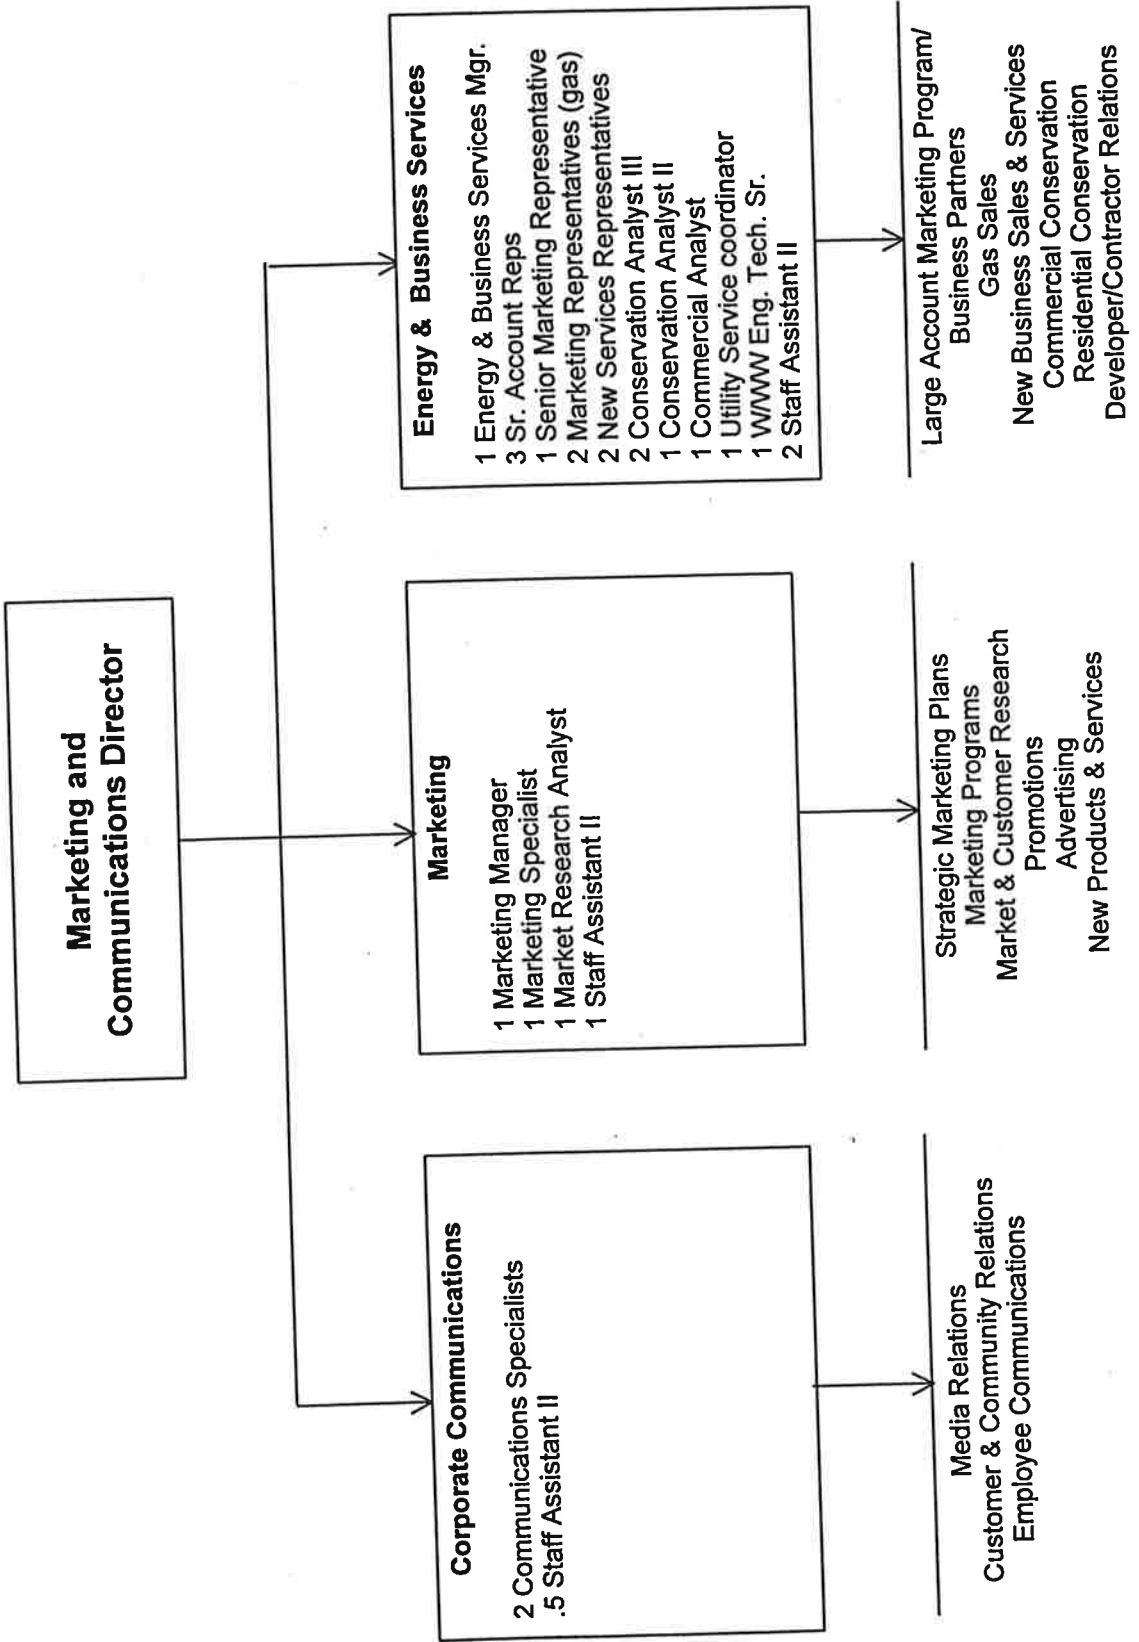 Marketing and
Communications Director
Corporate Communications
2 Communications Specialists
.5 Staff Assistant II
Media Relations
Customer & Community Relations
Employee Communications
Marketing
1 Marketing Manager
1 Marketing Specialist
1 Market Research Analyst
1 Staff Assistant II
Strategic Marketing Plans
Marketing Programs
Market & Customer Research
Promotions
Advertising
New Products & Services
Energy & Business Services
1 Energy & Business Services Mgr.
3 Sr. Account Reps
1 Senior Marketing Representative
2 Marketing Representatives (gas)
2 New Services Representatives
2 Conservation Analyst III
1 Conservation Analyst II
1 Commercial Analyst
1 Utility Service coordinator
1 W/WW Eng. Tech. Sr.
2 Staff Assistant II
Large Account Marketing Program/
Business Partners
Gas Sales
New Business Sales & Services
Commercial Conservation
Residential Conservation
Developer/Contractor Relations